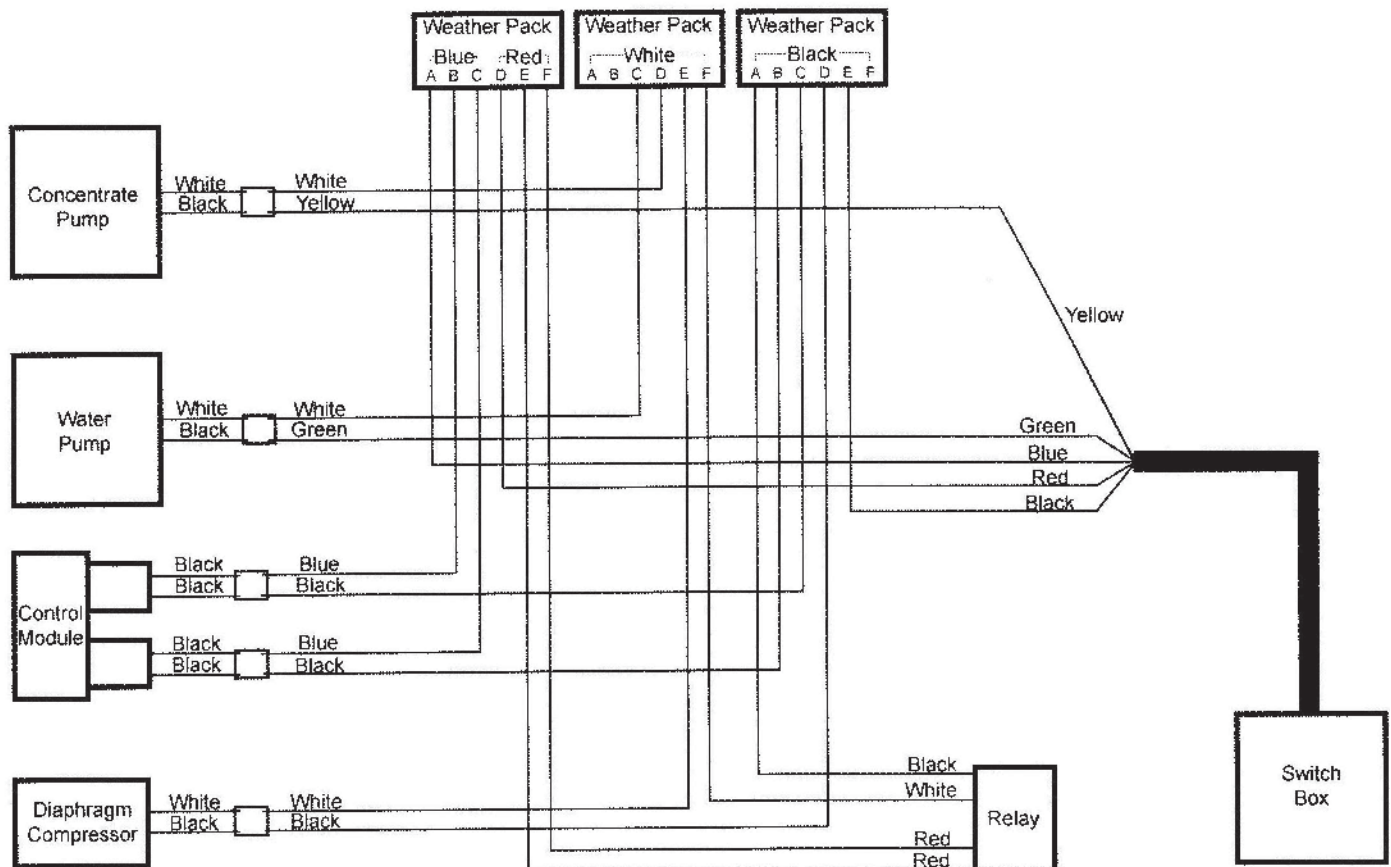 Weather Pack
Blue Red
A B C D E F
Weather Pack
White
A B C D E F
Weather Pack
Black
A B C D E F
Concentrate
Pump
White
Black
White
Yellow
Yellow
Water
Pump
White
Black
White
Green
Green
Blue
Red
Black
Control
Module
Black
Black
Blue
Black
Black
Black
Blue
Black
Diaphragm
Compressor
White
Black
White
Black
Black
White
Red
Red
Relay
Switch
Box